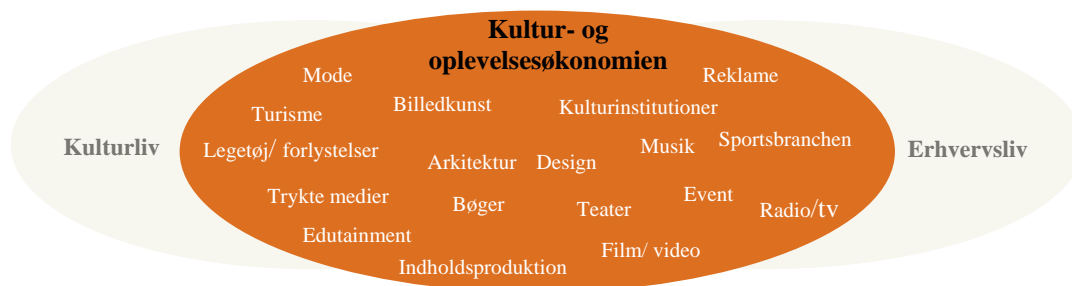 Kultur- og
oplevelsesøkonomien
Mode
Reklame
Billedkunst
Kulturinstitutioner
Turisme
Kulturliv
Legetøj/ forlystelser
Arkitektur
Design
Musik
Sportsbranchen
Erhvervsliv
Trykte medier
Bøger
Teater
Event
Radio/tv
Edutainment
Film/ video
Indholdsproduktion